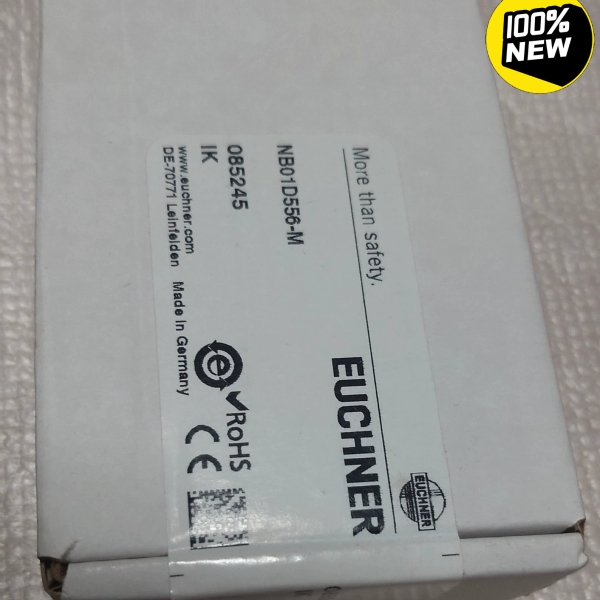 100%
NEW
More than safety.
EUCHNER
EUCHNER
NB01D556-M
085245
IK
RoHS
www.euchner.com
DE-70771 Leinfelden Made in Germany
CE